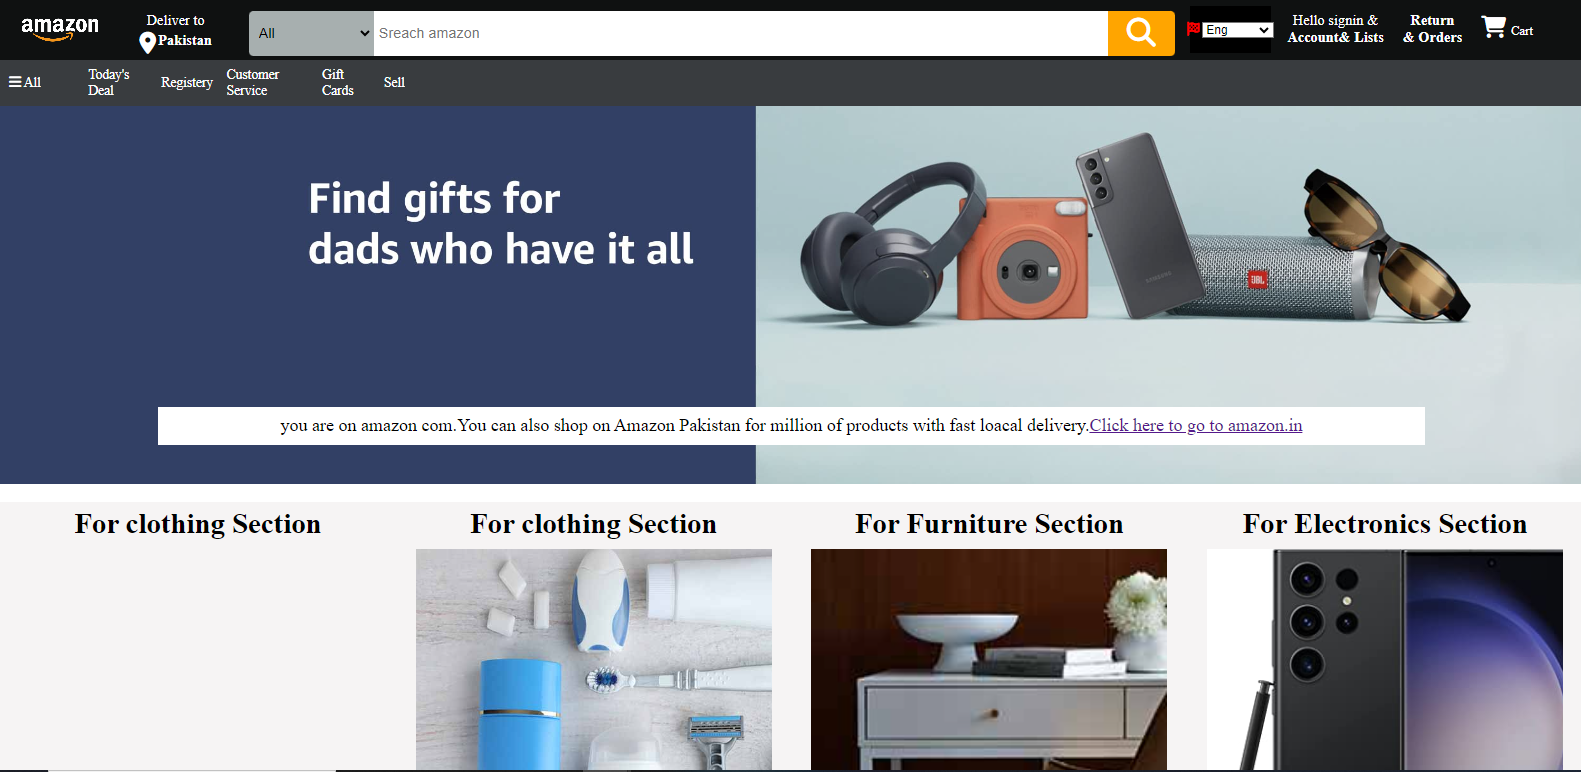 amazon
Deliver to
Pakistan
All
Sreach amazon
Eng
Hello signin &
Account& Lists
Return
& Orders
Cart
All
Today's
Deal
Registery
Customer
Service
Gift
Cards
Sell
Find gifts for
dads who have it all
SAMSUNG
JBL
you are on amazon com.You can also shop on Amazon Pakistan for million of products with fast loacal delivery.Click here to go to amazon.in
For clothing Section
For clothing Section
For Furniture Section
For Electronics Section